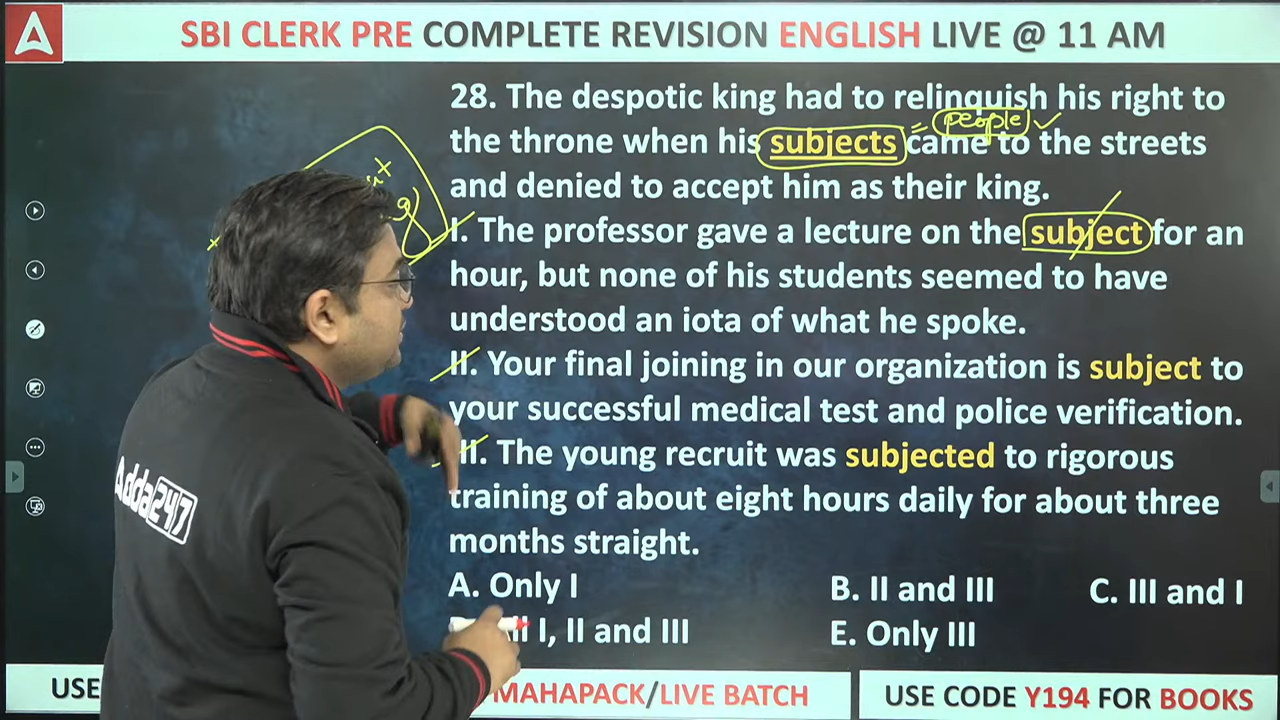 SBI CLERK PRE COMPLETE REVISION ENGLISH LIVE @ 11 AM
28. The despotic king had to relinquish his right to
= people
the throne when his subjects came to the streets
and denied to accept him as their king.
I. The professor gave a lecture on the subject for an
hour, but none of his students seemed to have
understood an iota of what he spoke.
II. Your final joining in our organization is subject to
your successful medical test and police verification.
III. The young recruit was subjected to rigorous
training of about eight hours daily for about three
months straight.
A. Only I B. II and III C. III and I
I, II and III E. Only III
Adda247
USE MAHAPACK/LIVE BATCH USE CODE Y194 FOR BOOKS